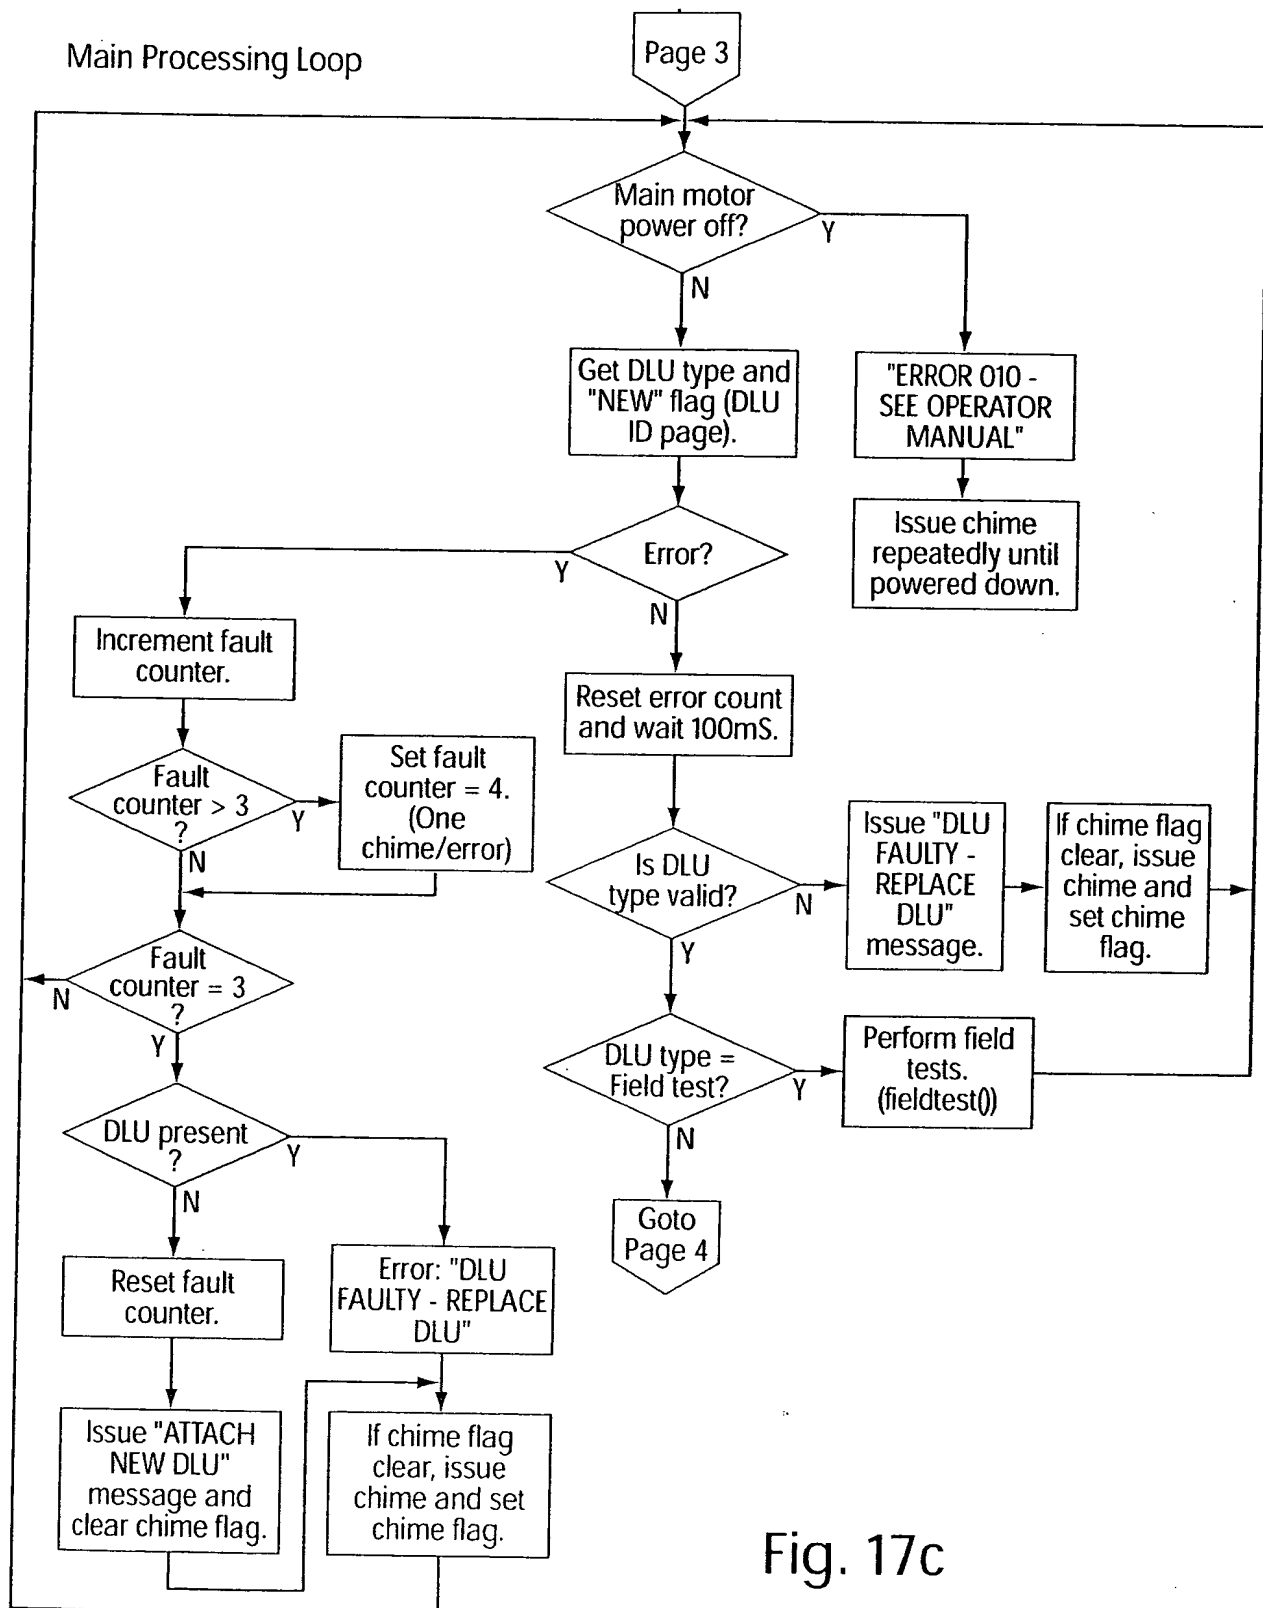 Main Processing Loop
Page 3
Main motor
power off?
Y
N
Get DLU type and
"NEW" flag (DLU
ID page).
"ERROR 010 -
SEE OPERATOR
MANUAL"
Issue chime
repeatedly until
powered down.
Error?
Y
N
Increment fault
counter.
Reset error count
and wait 100mS.
Fault
counter > 3
?
Y
N
Set fault
counter = 4.
(One
chime/error)
Is DLU
type valid?
N
Y
Issue "DLU
FAULTY -
REPLACE
DLU"
message.
If chime flag
clear, issue
chime and
set chime
flag.
Fault
counter = 3
?
N
Y
DLU type =
Field test?
Y
N
Perform field
tests.
(fieldtest())
DLU present
?
Y
N
Goto
Page 4
Reset fault
counter.
Error: "DLU
FAULTY - REPLACE
DLU"
Issue "ATTACH
NEW DLU"
message and
clear chime flag.
If chime flag
clear, issue
chime and set
chime flag.
Fig. 17c